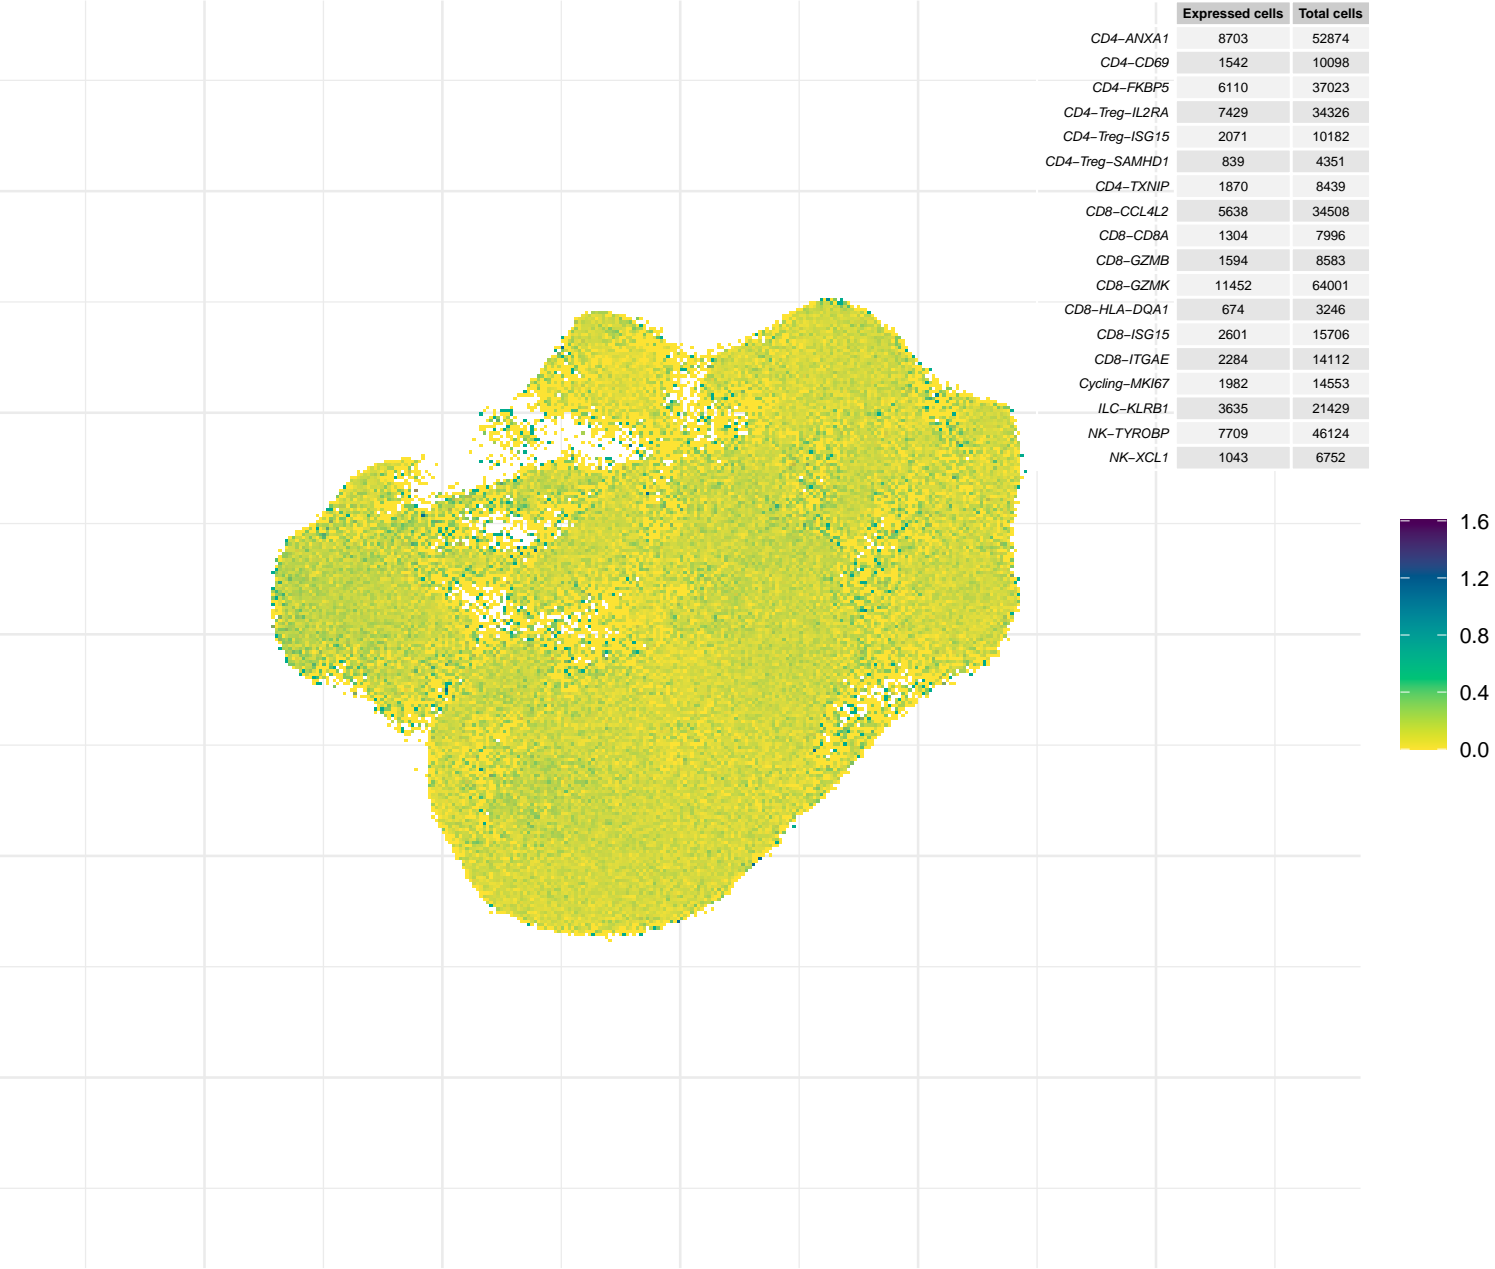 Expressed cells Total cells
CD4−ANXA1 8703 52874
CD4−CD69 1542 10098
CD4−FKBP5 6110 37023
CD4−Treg−IL2RA 7429 34326
CD4−Treg−ISG15 2071 10182
CD4−Treg−SAMHD1 839 4351
CD4−TXNIP 1870 8439
CD8−CCL4L2 5638 34508
CD8−CD8A 1304 7996
CD8−GZMB 1594 8583
CD8−GZMK 11452 64001
CD8−HLA−DQA1 674 3246
CD8−ISG15 2601 15706
CD8−ITGAE 2284 14112
Cycling−MKI67 1982 14553
ILC−KLRB1 3635 21429
NK−TYROBP 7709 46124
NK−XCL1 1043 6752
1.6
1.2
0.8
0.4
0.0